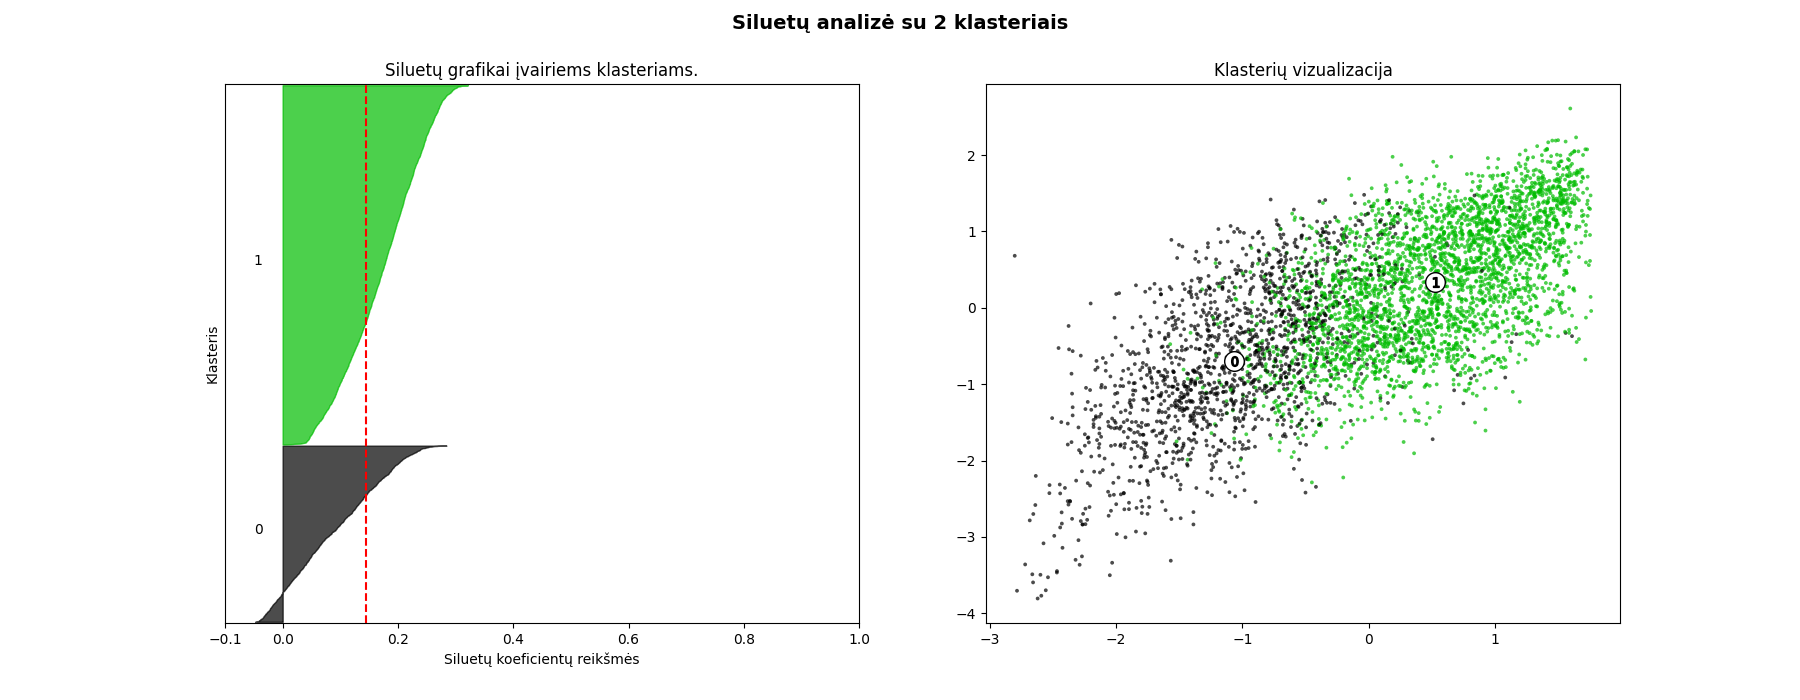 Siluetų analizė su 2 klasteriais
Siluetų grafikai įvairiems klasteriams.
Klasteris
1
0
−0.1 0.0 0.2 0.4 0.6 0.8 1.0
Siluetų koeficientų reikšmės
Klasterių vizualizacija
2
1
0
−1
−2
−3
−4
1
0
−3 −2 −1 0 1